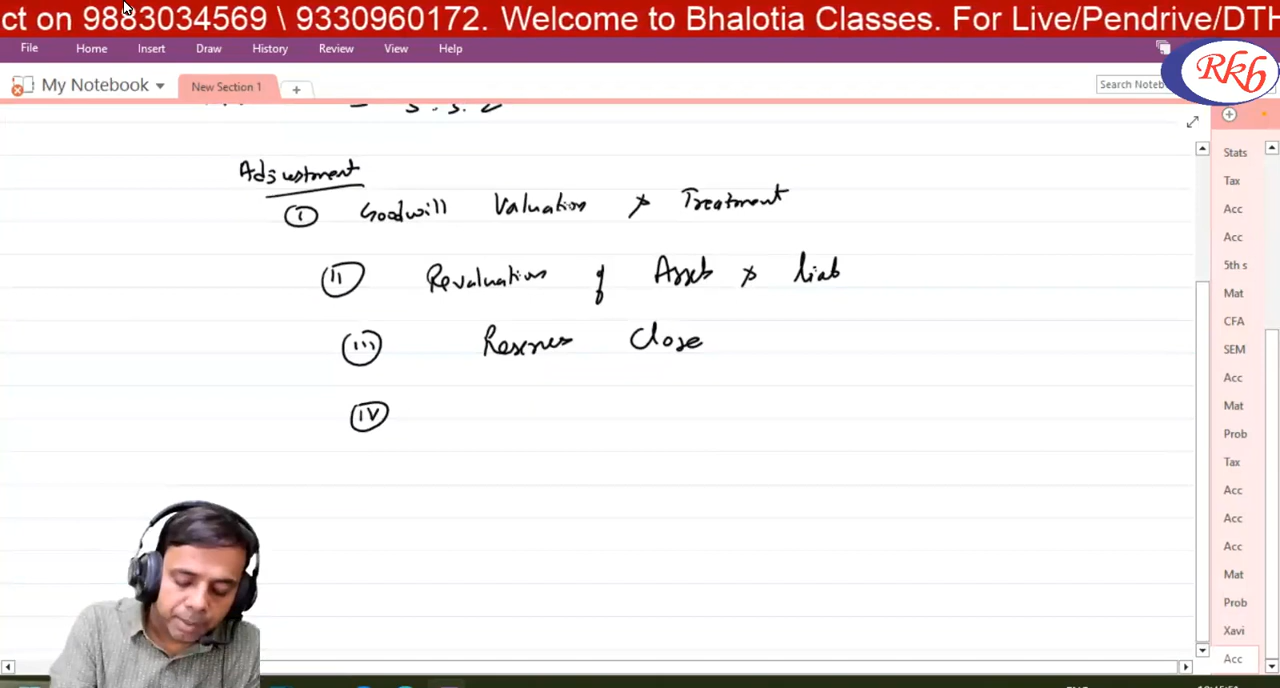 ct on 9883034569 \ 9330960172. Welcome to Bhalotia Classes. For Live/Pendrive/DTH
File Home Insert Draw History Review View Help
Rkb
My Notebook New Section 1 + Search Noteb
Adjustment
(i) Goodwill Valuation & Treatment
(ii) Revaluation of Asset & liab
(iii) Reserves Close
(iv)
Stats
Tax
Acc
Acc
5th s
Mat
CFA
SEM
Acc
Mat
Prob
Tax
Acc
Acc
Acc
Mat
Prob
Xavi
Acc